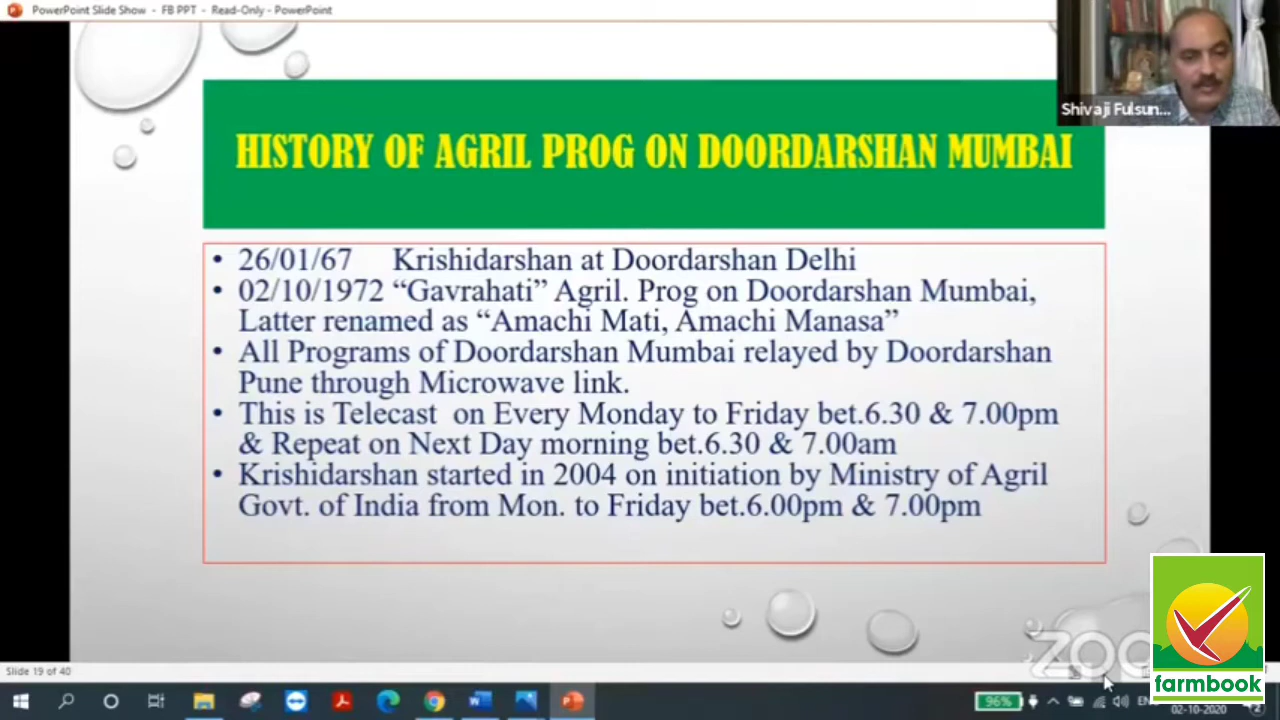 PowerPoint Slide Show - FB PPT - Read-Only - PowerPoint
Shivaji Fulsun...
HISTORY OF AGRIL PROG ON DOORDARSHAN MUMBAI
• 26/01/67 Krishidarshan at Doordarshan Delhi
• 02/10/1972 “Gavrahati” Agril. Prog on Doordarshan Mumbai,
Latter renamed as “Amachi Mati, Amachi Manasa”
• All Programs of Doordarshan Mumbai relayed by Doordarshan
Pune through Microwave link.
• This is Telecast on Every Monday to Friday bet.6.30 & 7.00pm
& Repeat on Next Day morning bet.6.30 & 7.00am
• Krishidarshan started in 2004 on initiation by Ministry of Agril
Govt. of India from Mon. to Friday bet.6.00pm & 7.00pm
zoo
farmbook
Slide 19 of 40
96%
02-10-2020